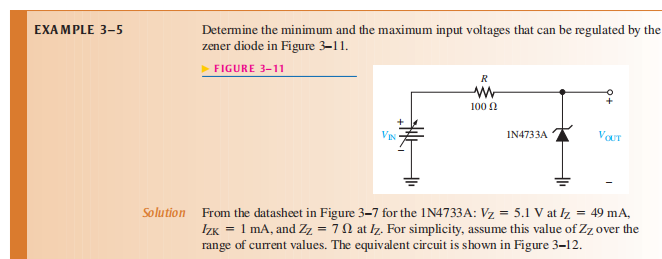 EXAMPLE 3–5
Determine the minimum and the maximum input voltages that can be regulated by the
zener diode in Figure 3–11.
► FIGURE 3–11
R
100 Ω
+
+
VIN
1N4733A
VOUT
–
–
Solution
From the datasheet in Figure 3–7 for the 1N4733A: VZ = 5.1 V at IZ = 49 mA,
IZK = 1 mA, and ZZ = 7 Ω at IZ. For simplicity, assume this value of ZZ over the
range of current values. The equivalent circuit is shown in Figure 3–12.